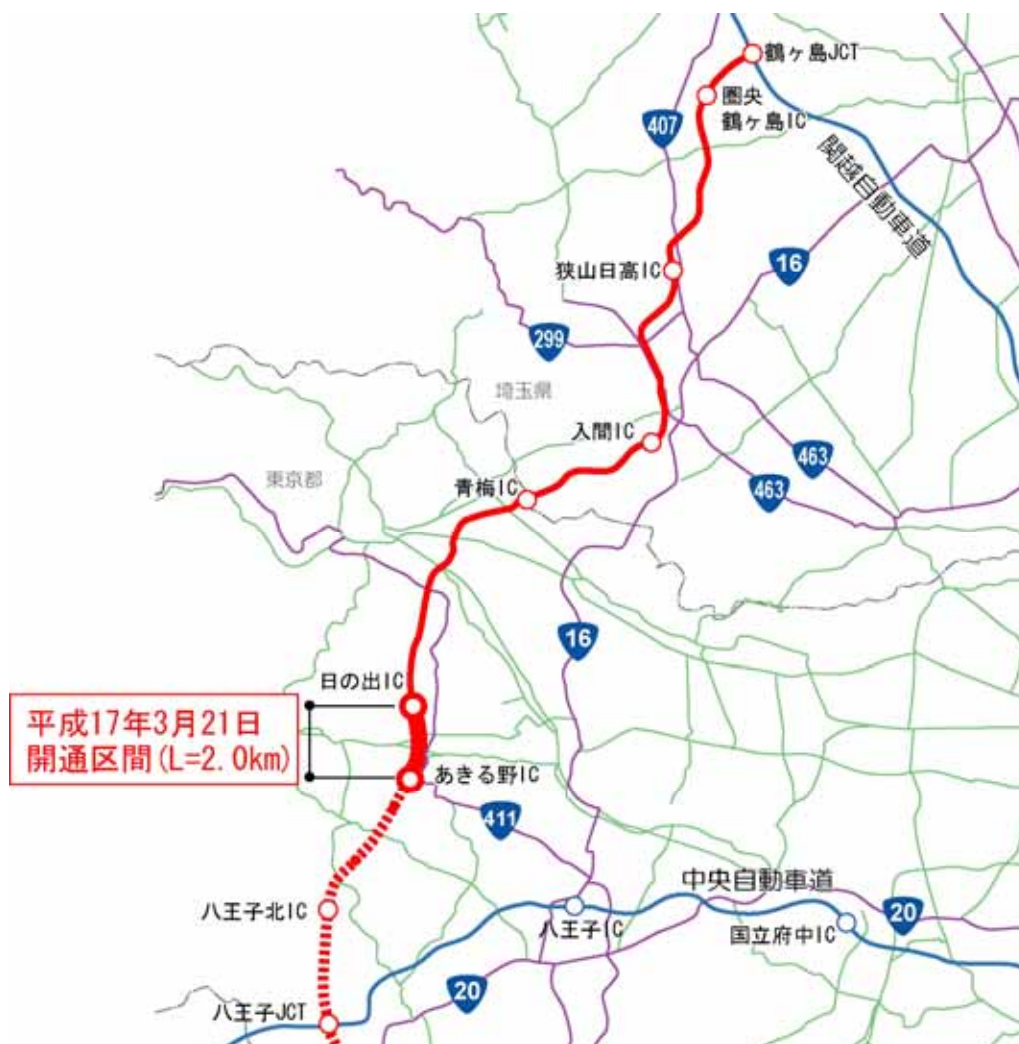 鶴ヶ島JCT
圏央
鶴ヶ島IC
407
関越自動車道
狭山日高IC
16
299
埼玉県
入間IC
463
東京都
青梅IC
463
16
日の出IC
平成17年3月21日
開通区間(L=2.0km)
あきる野IC
411
中央自動車道
八王子北IC
八王子IC
20
国立府中IC
20
八王子JCT